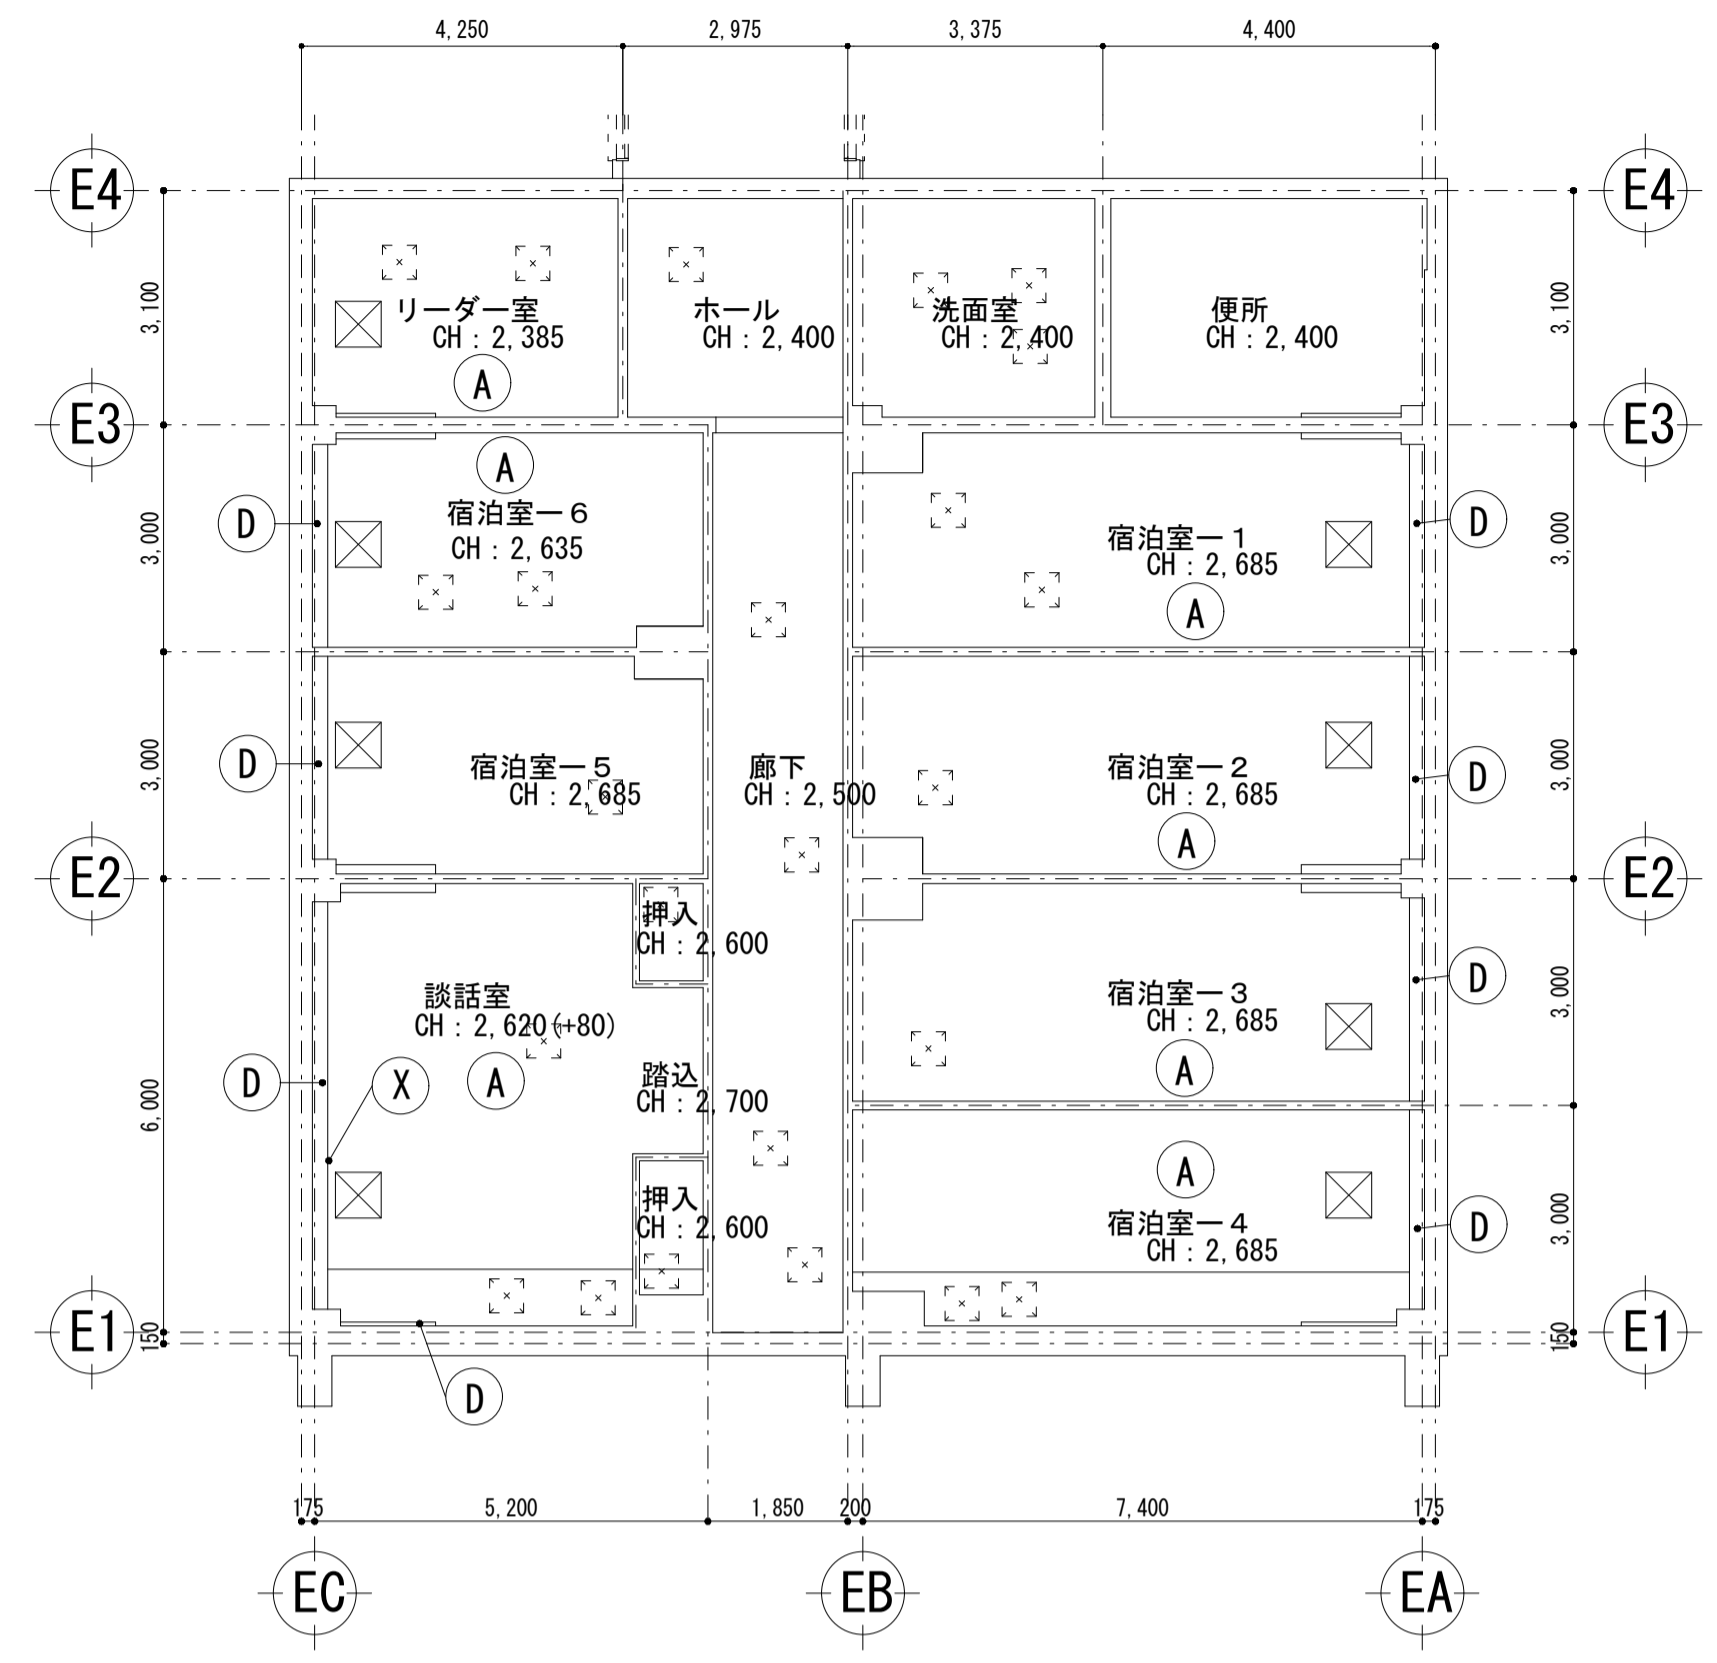 4,250 2,975 3,375 4,400
E4 E4
3,100 3,100
リーダー室 ホール 洗面室 便所
CH：2,385 CH：2,400 CH：2,400 CH：2,400
A
E3 E3
A
宿泊室－６
CH：2,635
D D
3,000 3,000
宿泊室－１
CH：2,685
A
宿泊室－５ 廊下 宿泊室－２
CH：2,685 CH：2,500 CH：2,685
D D
3,000 3,000
A
E2 E2
押入
CH：2,600
談話室 宿泊室－３
CH：2,620(+80) CH：2,685
D
3,000
踏込
CH：2,700
D X A A
6,000
A
押入
CH：2,600
宿泊室－４
CH：2,685
D
3,000
E1 E1
150 150
D
175 5,200 1,850 200 7,400 175
EC EB EA